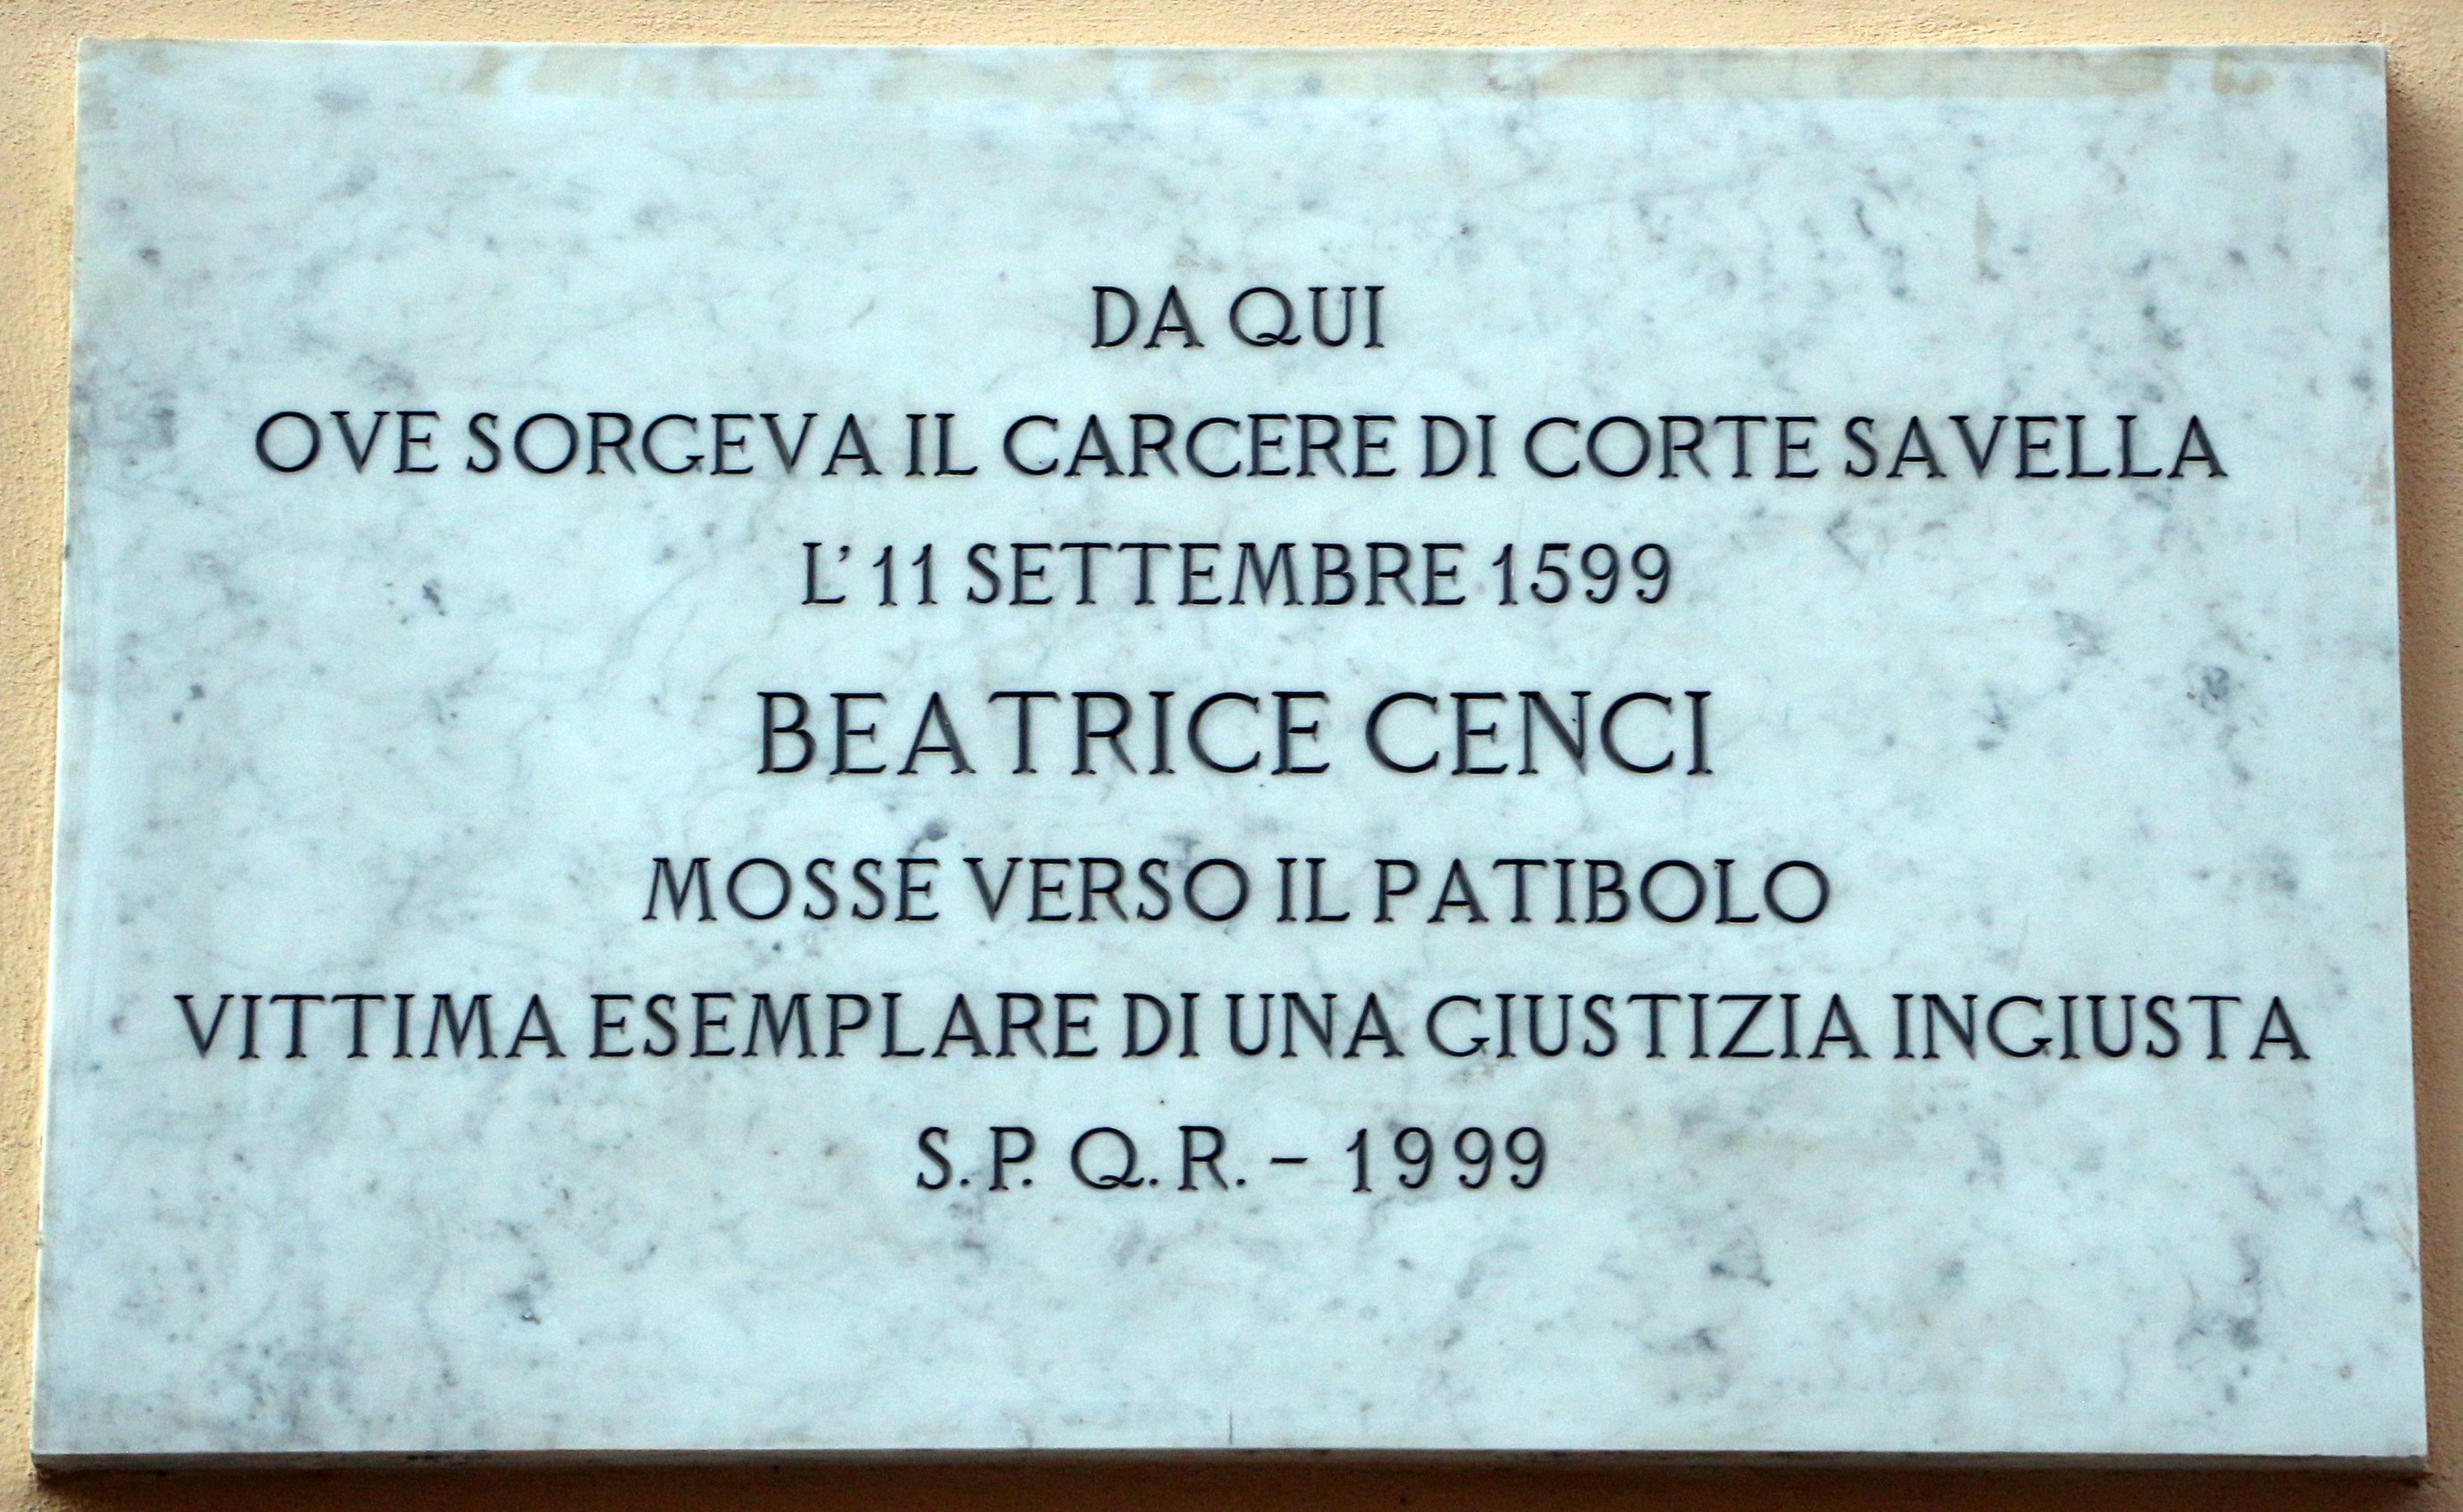 DA QUI
OVE SORGEVA IL CARCERE DI CORTE SAVELLA
L'11 SETTEMBRE 1599
BEATRICE CENCI
MOSSE VERSO IL PATIBOLO
VITTIMA ESEMPLARE DI UNA GIUSTIZIA INGIUSTA
S.P.Q.R. – 1999